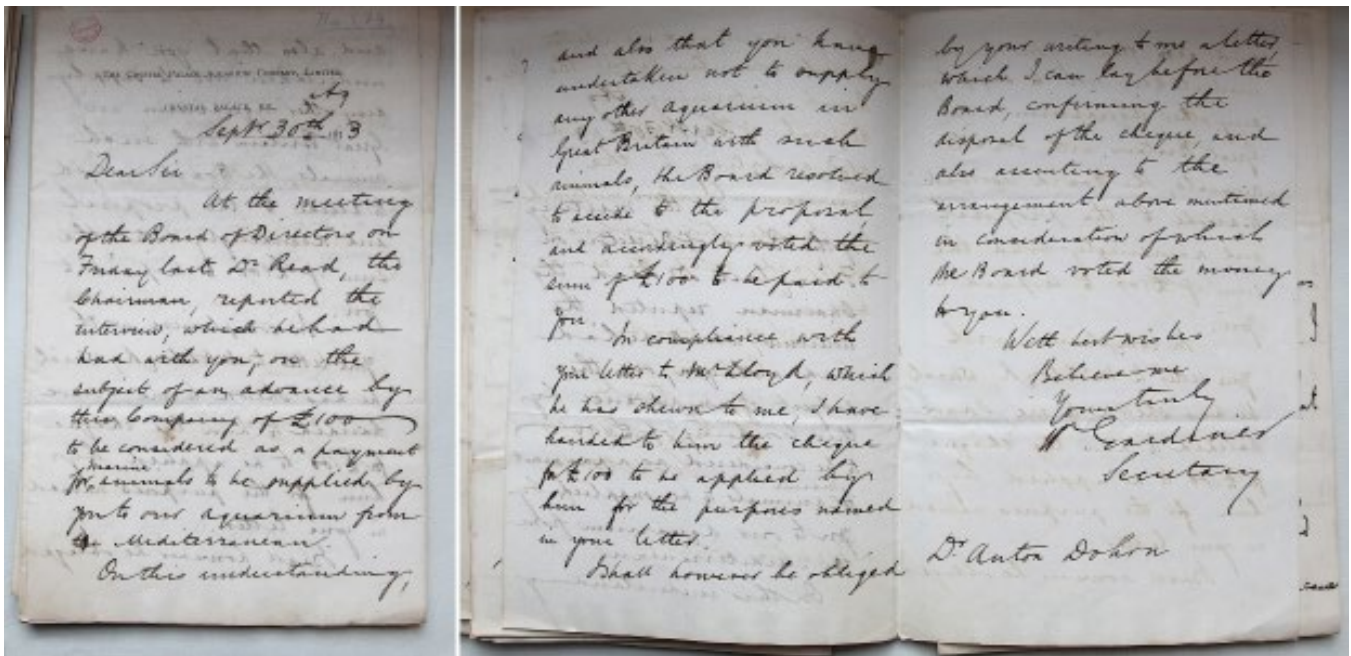 Septr 30th 3
Dear Sir
At the meeting
of the Board of Directors on
Friday last Dr Read, the
Chairman, reported the
interview, which he had
had with you, on the
subject of an advance by
this Company of £100
to be considered as a payment
for marine animals to be supplied by
you to our aquarium from
the Mediterranean.
On this understanding,
and also that you have
undertaken not to supply
any other aquarium in
Great Britain with such
animals, the Board resolved
to accede to the proposal
and accordingly voted the
sum of £100 to be paid to
you.
In compliance with
your letter to Mr Lloyd, which
he has shewn to me, I have
handed to him the cheque
for £100 to be applied by
him for the purposes named
in your letter.
I shall however be obliged
by your writing to me a letter,
which I can lay before the
Board, confirming the
disposal of the cheque, and
also assenting to the
arrangement above mentioned
in consideration of which
the Board voted the money
to you.
With best wishes
Believe me
Yours truly
W Gardiner
Secretary
Dr Anton Dohrn